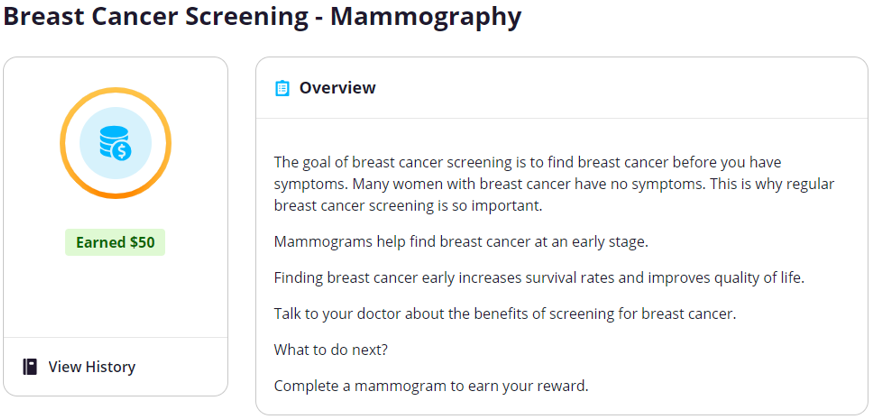 Breast Cancer Screening - Mammography
Earned $50
View History
Overview
The goal of breast cancer screening is to find breast cancer before you have
symptoms. Many women with breast cancer have no symptoms. This is why regular
breast cancer screening is so important.
Mammograms help find breast cancer at an early stage.
Finding breast cancer early increases survival rates and improves quality of life.
Talk to your doctor about the benefits of screening for breast cancer.
What to do next?
Complete a mammogram to earn your reward.